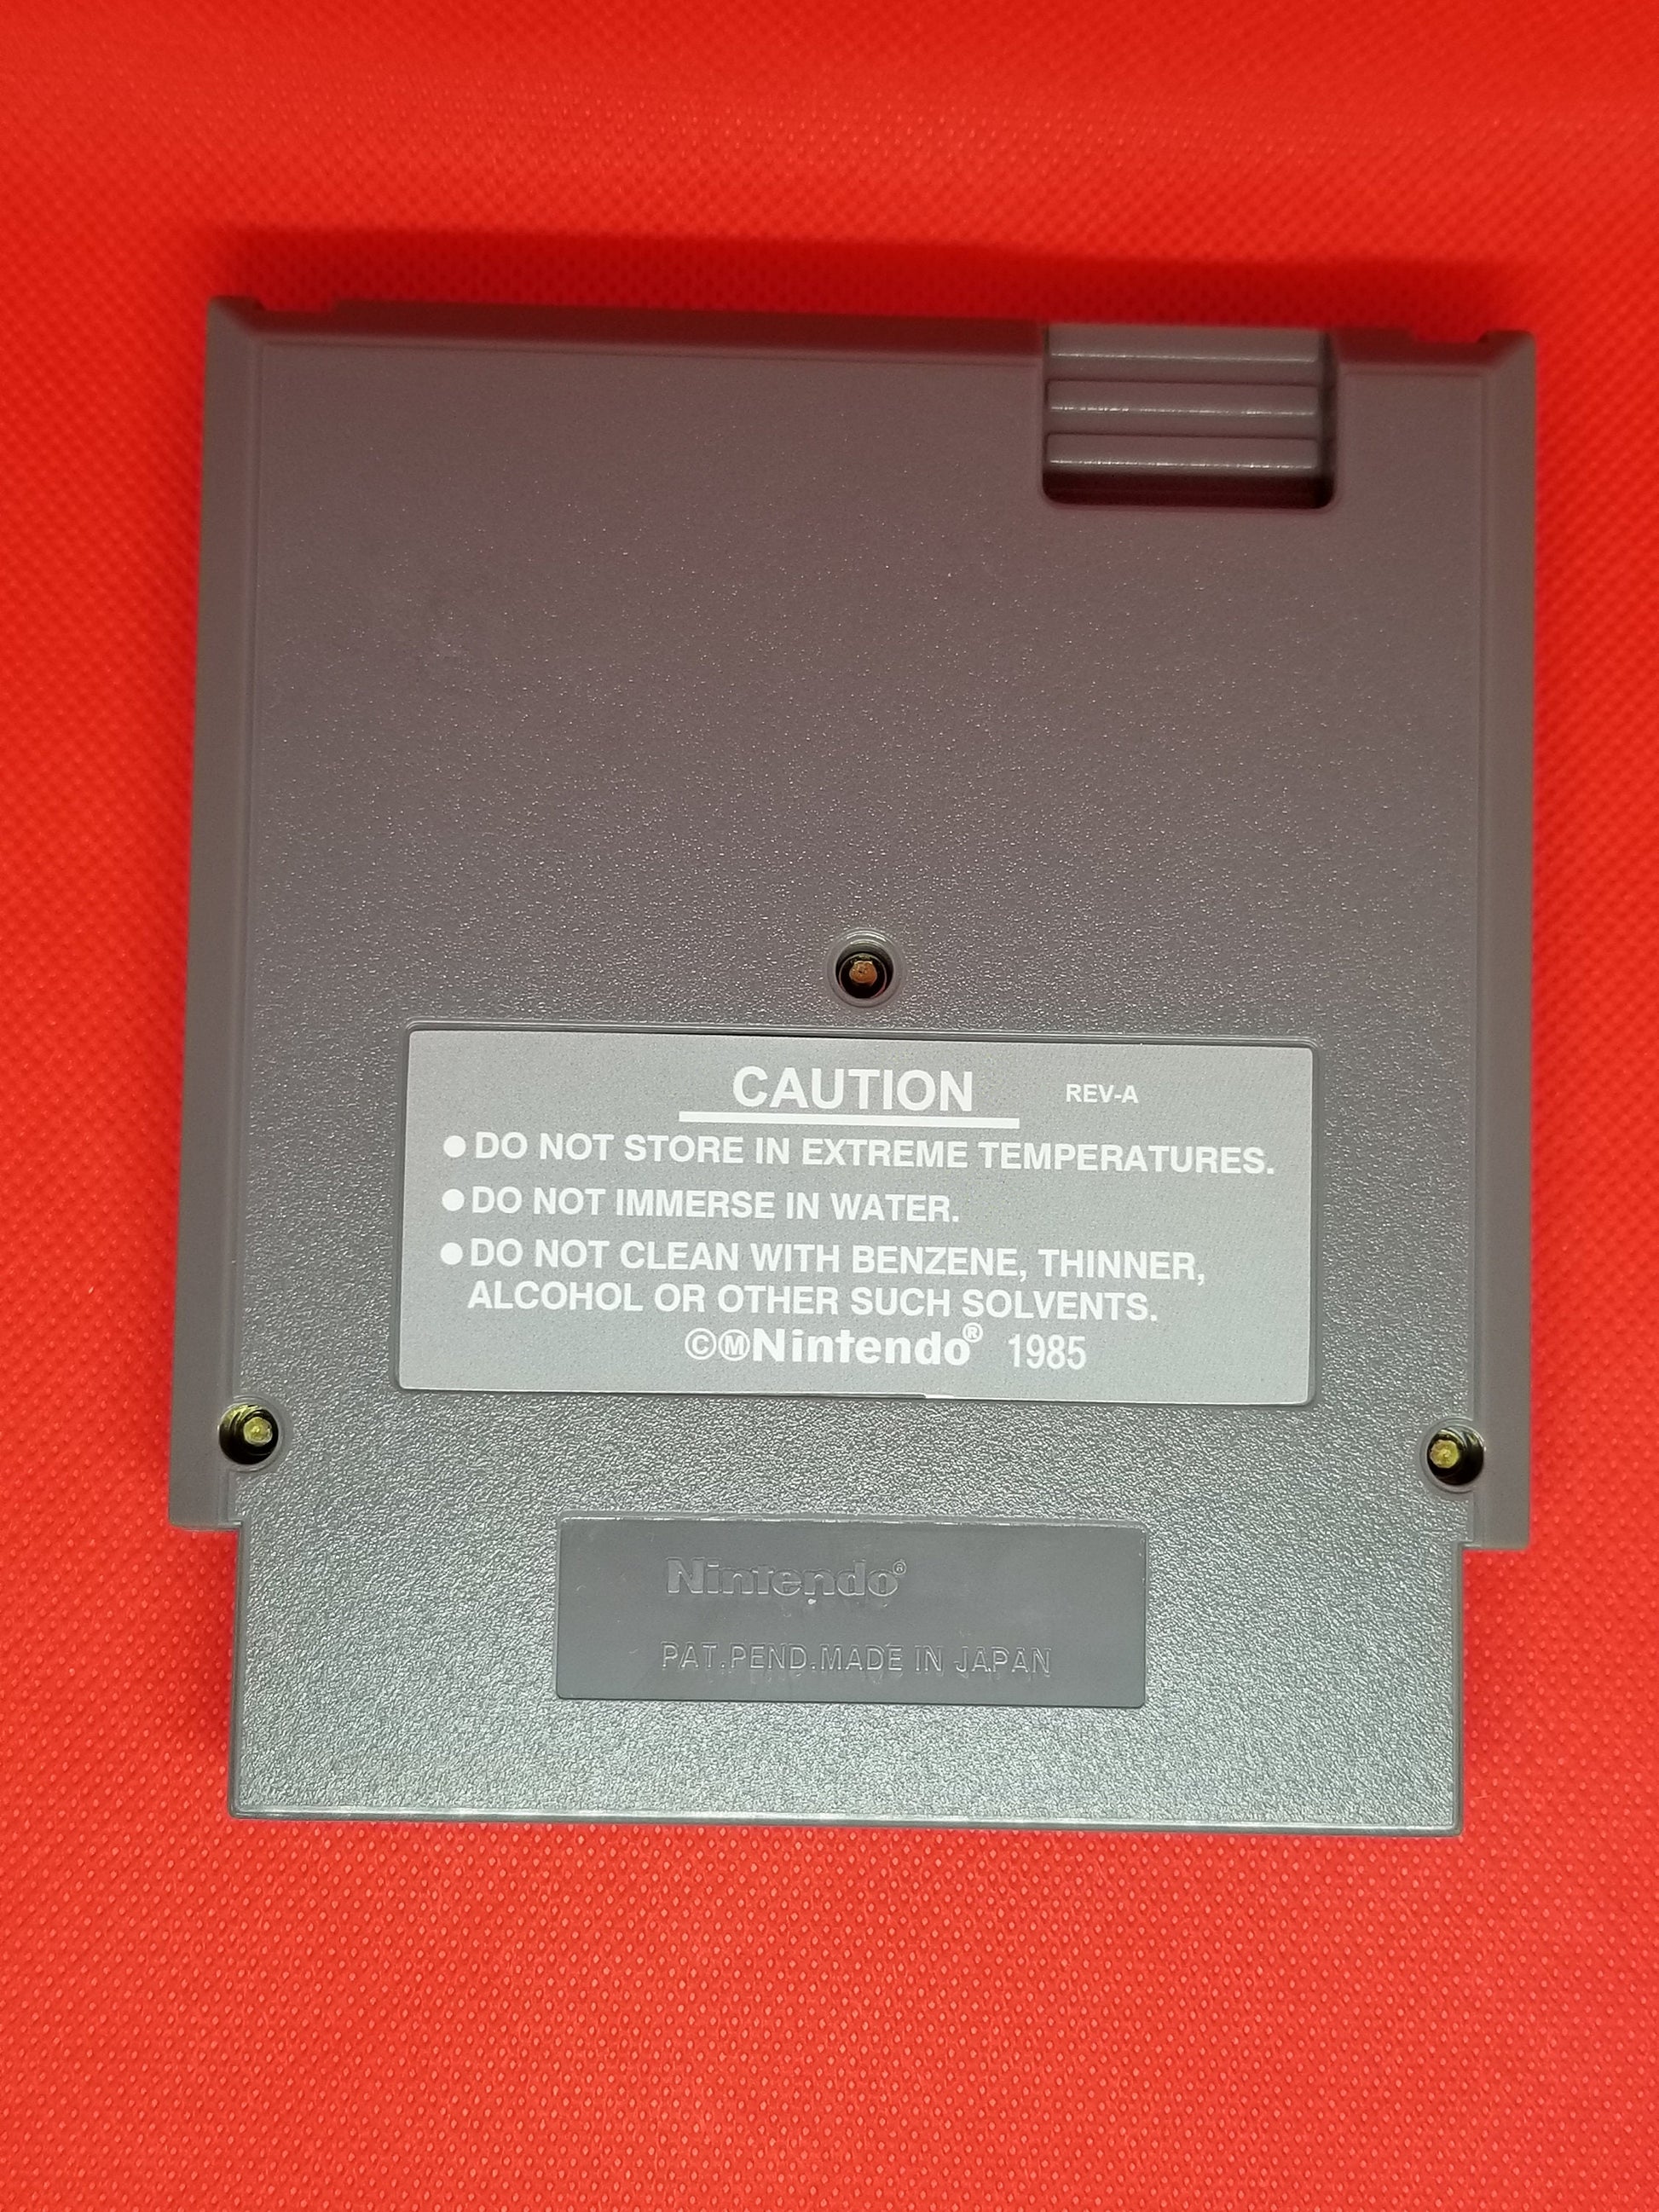 CAUTION REV-A
●DO NOT STORE IN EXTREME TEMPERATURES.
●DO NOT IMMERSE IN WATER.
●DO NOT CLEAN WITH BENZENE, THINNER,
ALCOHOL OR OTHER SUCH SOLVENTS.
©ⓂNintendo® 1985
Nintendo®
PAT.PEND.MADE IN JAPAN